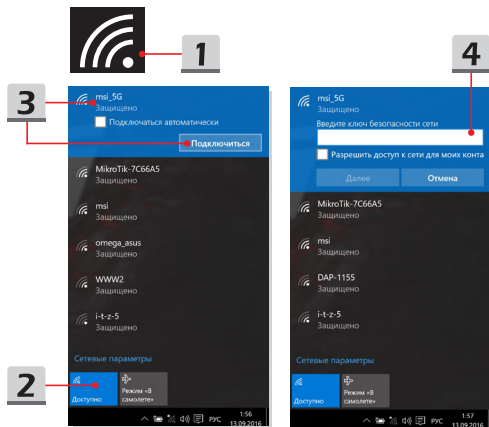 1
4
3
msi_5G
Защищено
Подключаться автоматически
Подключиться
MikroTik-7C66A5
Защищено
msi
Защищено
omega_asus
Защищено
WWW2
Защищено
i-t-z-5
Защищено
Сетевые параметры
2
Доступно
Режим «В
самолете»
РУС
1:56
13.09.2016
msi_5G
Защищено
Введите ключ безопасности сети
Разрешить доступ к сети для моих конта
Далее
Отмена
MikroTik-7C66A5
Защищено
msi
Защищено
DAP-1155
Защищено
i-t-z-5
Защищено
Сетевые параметры
Доступно
Режим «В
самолете»
РУС
1:57
13.09.2016